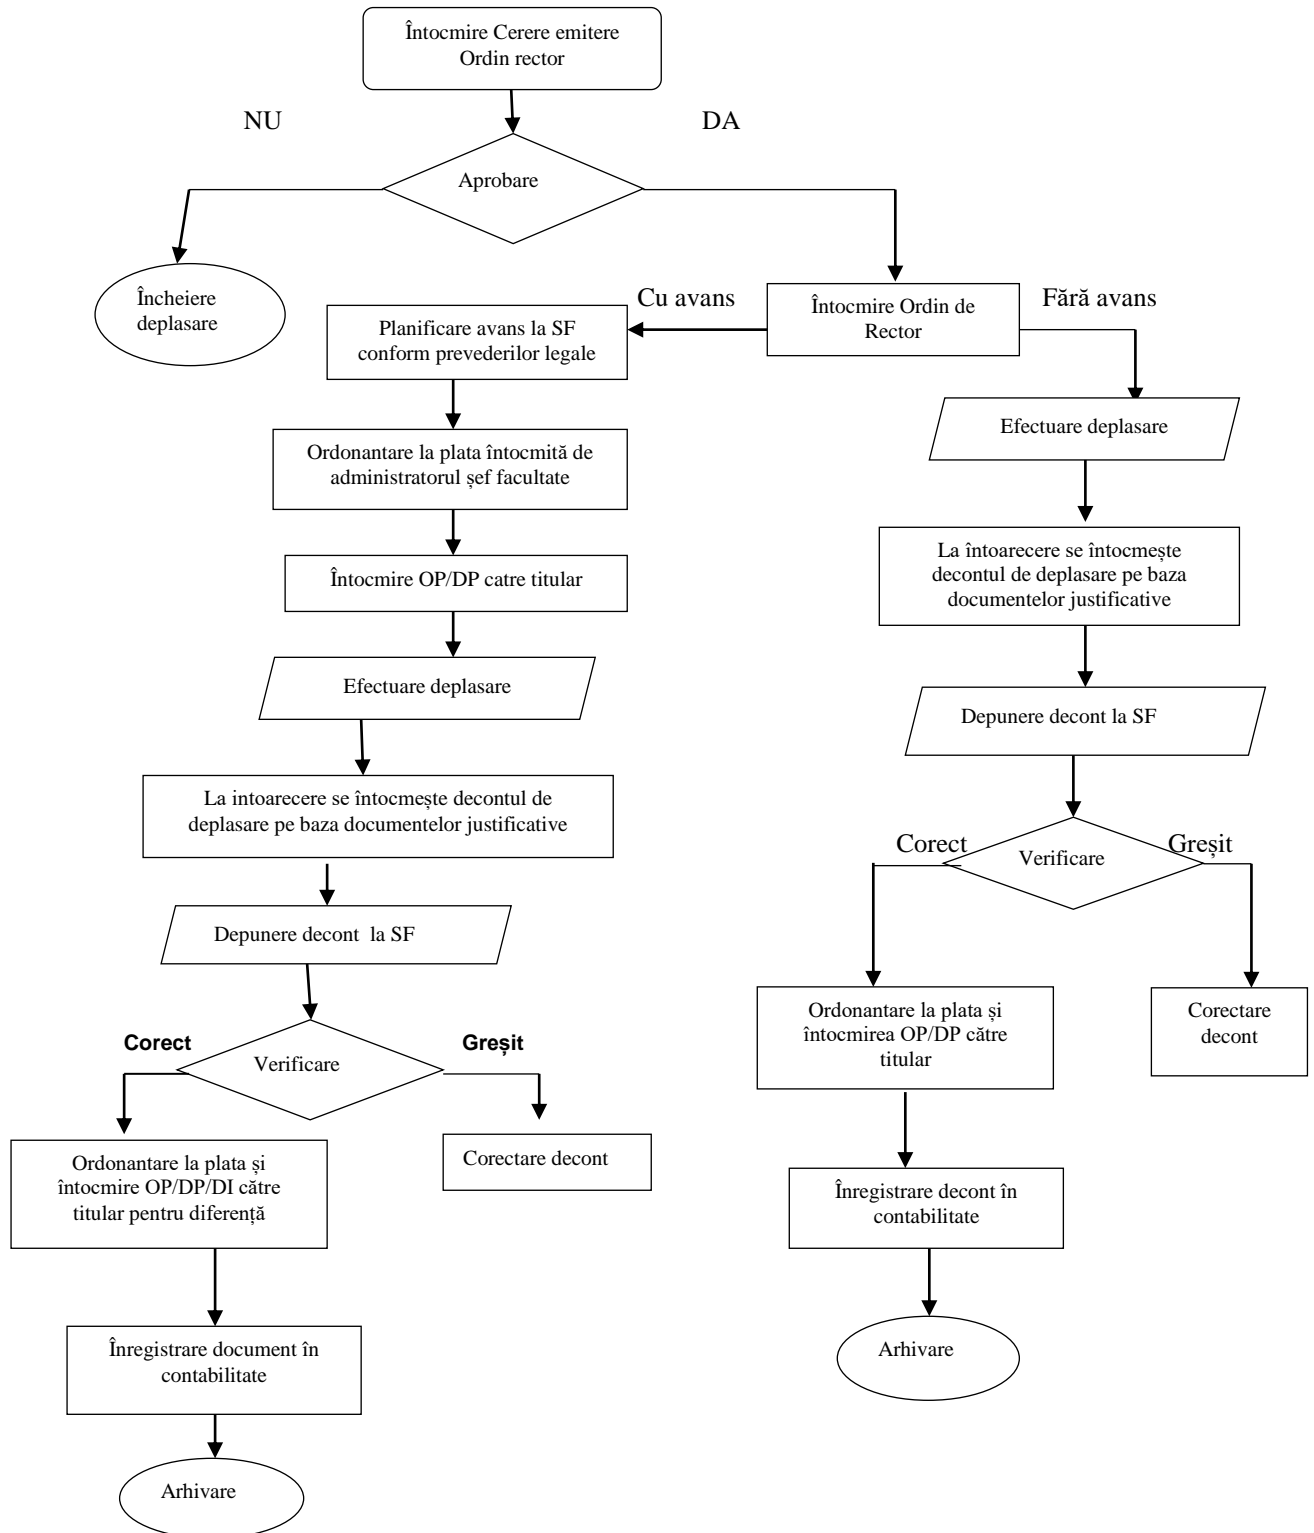 Întocmire Cerere emitere
Ordin rector
NU
DA
Aprobare
Încheiere
deplasare
Cu avans
Întocmire Ordin de
Rector
Fără avans
Planificare avans la SF
conform prevederilor legale
Ordonantare la plata întocmită de
administratorul șef facultate
Întocmire OP/DP catre titular
Efectuare deplasare
La intoarecere se întocmește decontul de
deplasare pe baza documentelor justificative
Depunere decont la SF
Corect
Verificare
Greșit
Ordonantare la plata și
întocmire OP/DP/DI către
titular pentru diferență
Corectare decont
Înregistrare document în
contabilitate
Arhivare
Efectuare deplasare
La întoarecere se întocmește
decontul de deplasare pe baza
documentelor justificative
Depunere decont la SF
Corect
Verificare
Greșit
Ordonantare la plata și
întocmirea OP/DP către
titular
Corectare
decont
Înregistrare decont în
contabilitate
Arhivare